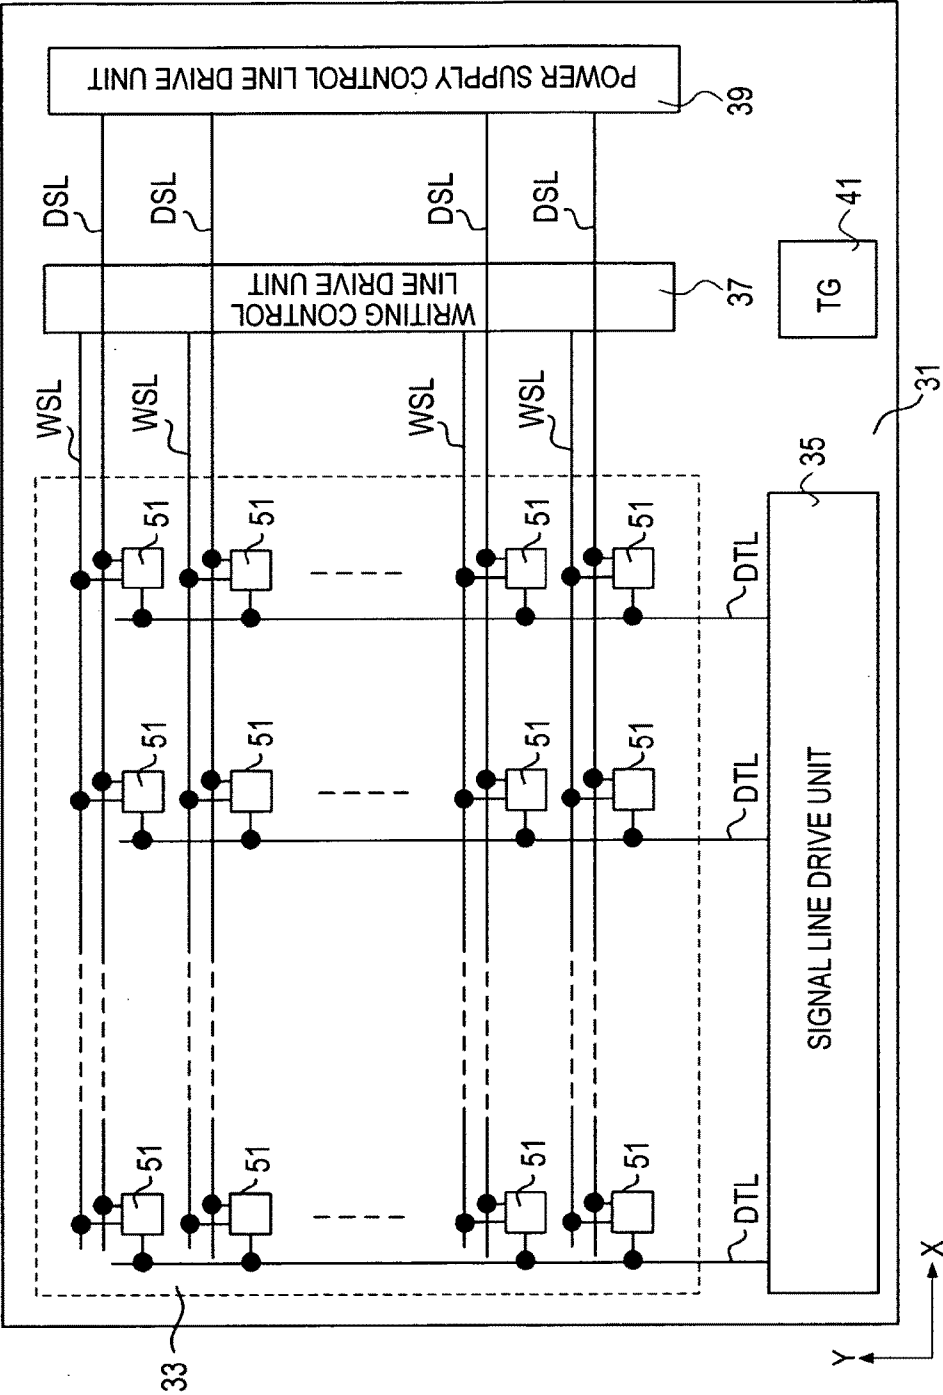 POWER SUPPLY CONTROL LINE DRIVE UNIT
39
DSL
DSL
DSL
DSL
WRITING CONTROL
LINE DRIVE UNIT
37
TG
41
WSL
WSL
WSL
WSL
31
35
51
51
51
51
DTL
51
51
51
51
DTL
SIGNAL LINE DRIVE UNIT
51
51
51
51
DTL
33
Y
X